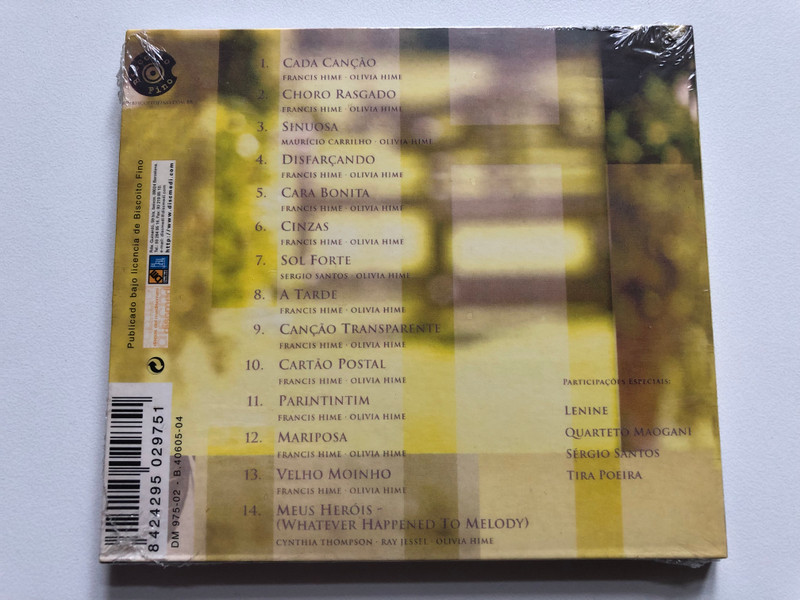 1. Cada Canção
Francis Hime · Olivia Hime
2. Choro Rasgado
Francis Hime · Olivia Hime
3. Sinuosa
Maurício Carrilho · Olivia Hime
4. Disfarçando
Francis Hime · Olivia Hime
5. Cara Bonita
Francis Hime · Olivia Hime
6. Cinzas
Francis Hime · Olivia Hime
7. Sol Forte
Sergio Santos · Olivia Hime
8. A Tarde
Francis Hime · Olivia Hime
9. Canção Transparente
Francis Hime · Olivia Hime
10. Cartão Postal
Francis Hime · Olivia Hime
11. Parintintim
Francis Hime · Olivia Hime
12. Mariposa
Francis Hime · Olivia Hime
13. Velho Moinho
Francis Hime · Olivia Hime
14. Meus Heróis -
(Whatever Happened To Melody)
Cynthia Thompson · Ray Jessel · Olivia Hime
Participações Especiais:
Lenine
Quarteto Maogani
Sérgio Santos
Tira Poeira
Publicado bajo licencia de Biscoito Fino
http://www.discmedi.com
8 424295 029751
DM 975-02 - B.40605-04
Fino